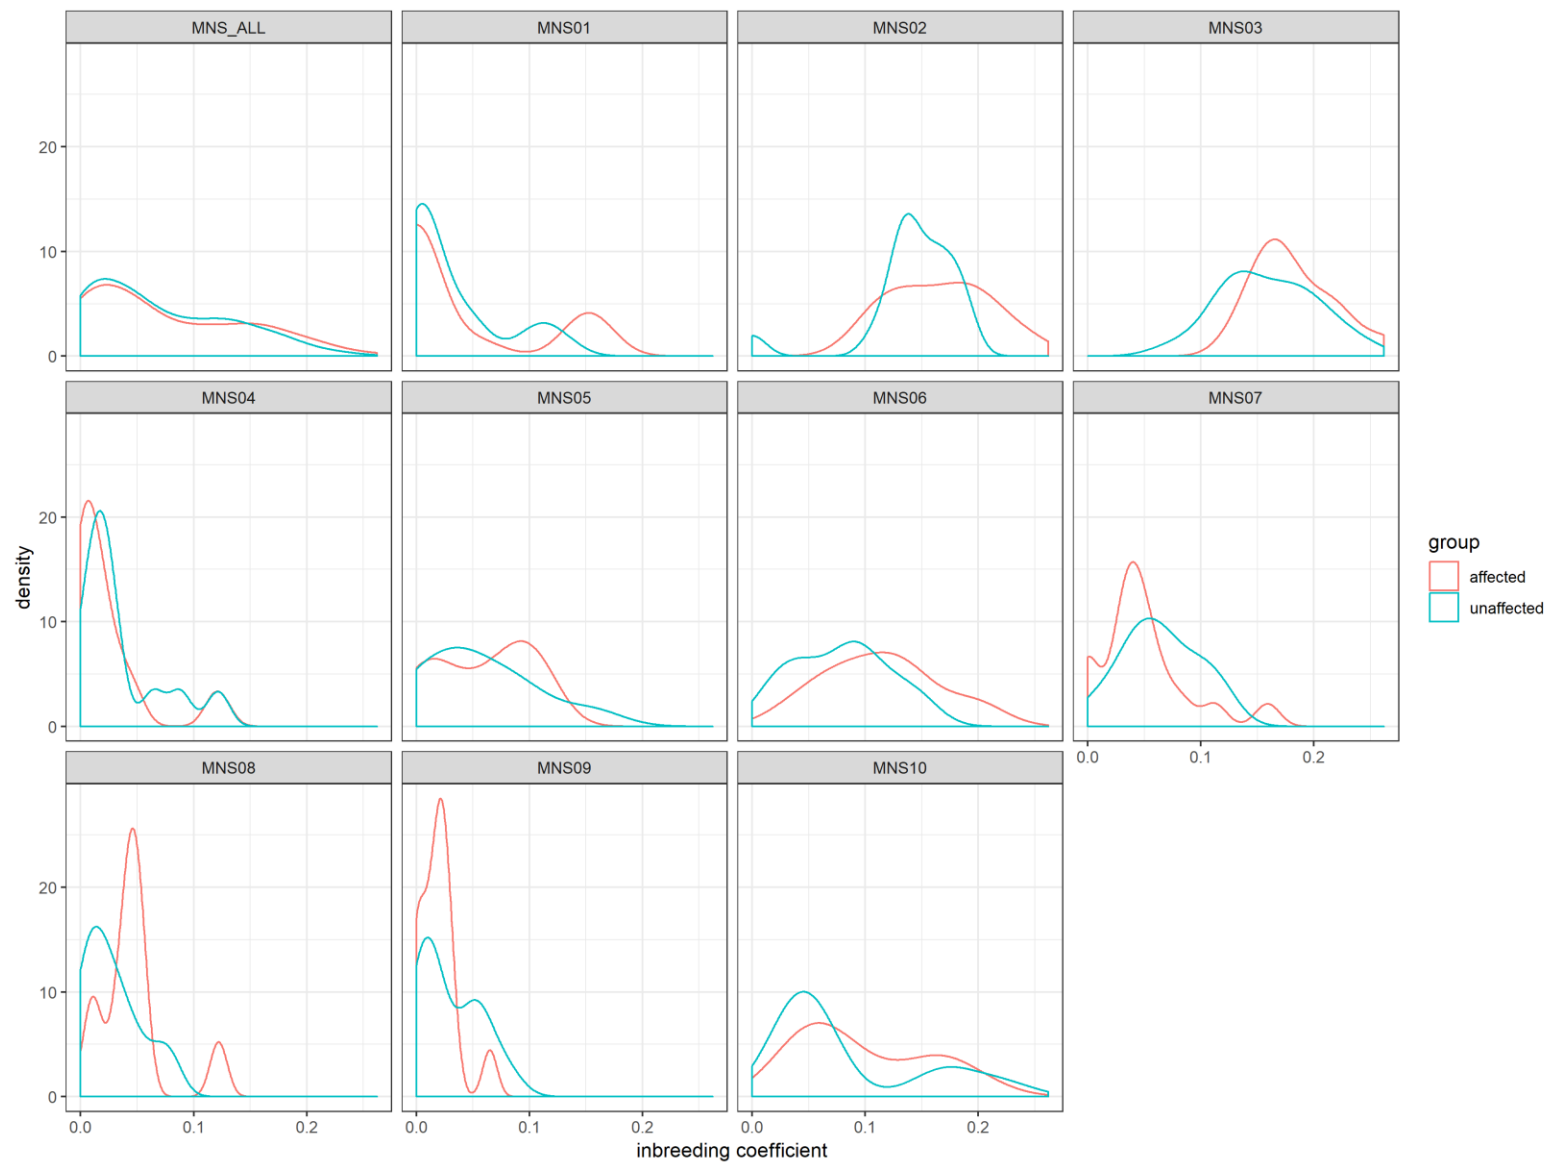 MNS_ALL MNS01 MNS02 MNS03
20
10
0
MNS04 MNS05 MNS06 MNS07
20
10
0
0.0 0.1 0.2
MNS08 MNS09 MNS10
20
10
0
0.0 0.1 0.2 0.0 0.1 0.2 0.0 0.1 0.2
inbreeding coefficient
density
group
affected
unaffected